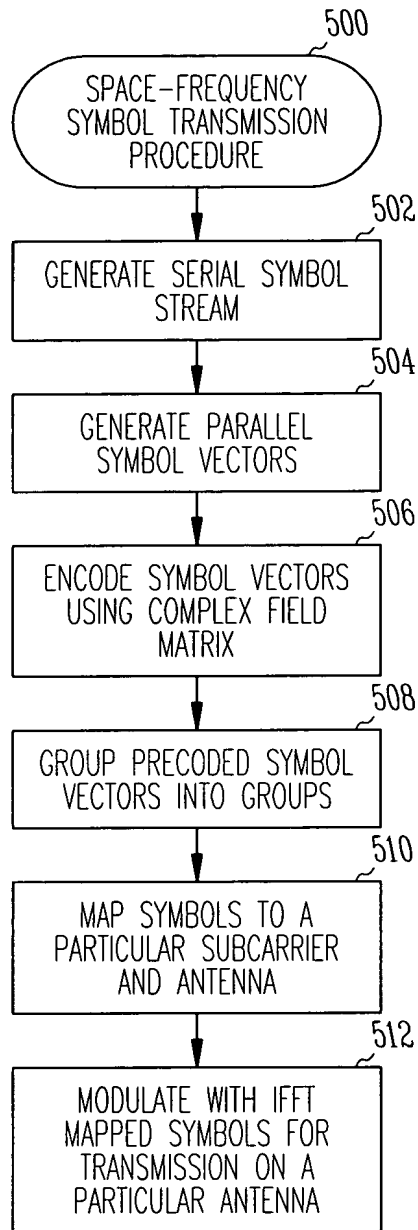 500
SPACE-FREQUENCY
SYMBOL TRANSMISSION
PROCEDURE
502
GENERATE SERIAL SYMBOL
STREAM
504
GENERATE PARALLEL
SYMBOL VECTORS
506
ENCODE SYMBOL VECTORS
USING COMPLEX FIELD
MATRIX
508
GROUP PRECODED SYMBOL
VECTORS INTO GROUPS
510
MAP SYMBOLS TO A
PARTICULAR SUBCARRIER
AND ANTENNA
512
MODULATE WITH IFFT
MAPPED SYMBOLS FOR
TRANSMISSION ON A
PARTICULAR ANTENNA